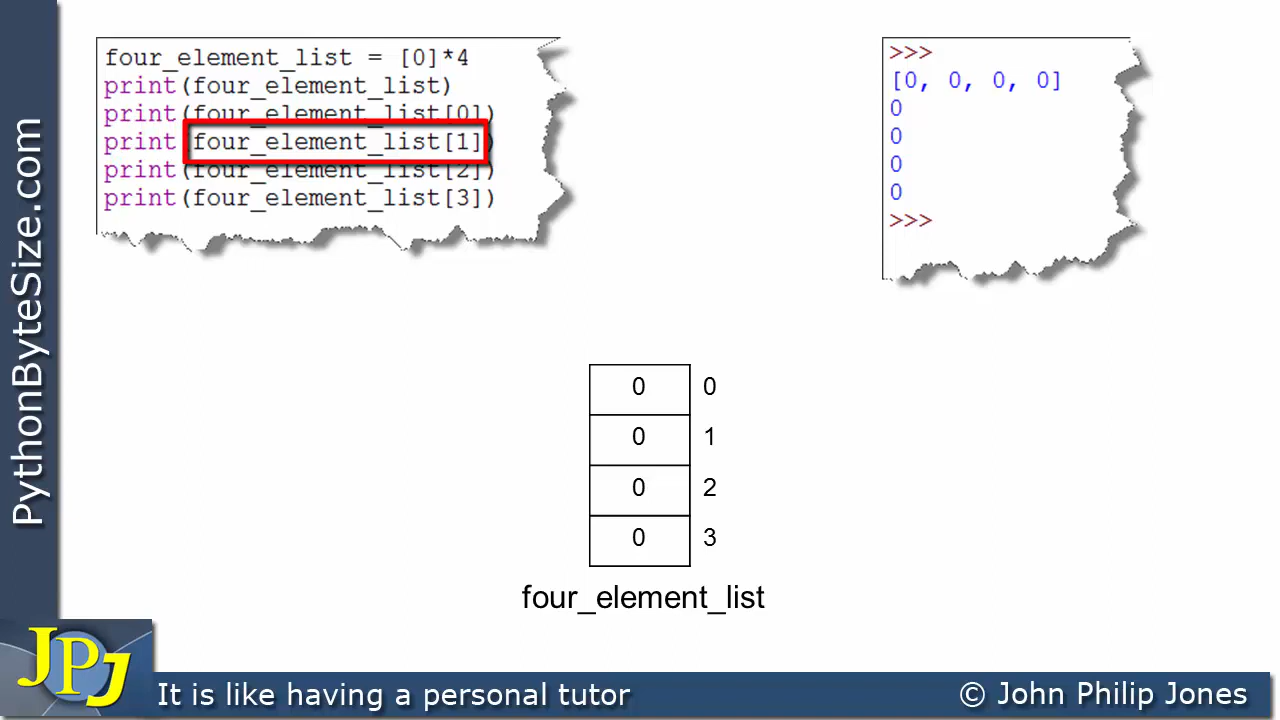 four_element_list = [0]*4
print(four_element_list)
print(four_element_list[0])
print(four_element_list[1])
print(four_element_list[2])
print(four_element_list[3])
>>>
[0, 0, 0, 0]
0
0
0
0
>>>
0 0
0 1
0 2
0 3
four_element_list
PythonByteSize.com
JPJ
It is like having a personal tutor
© John Philip Jones